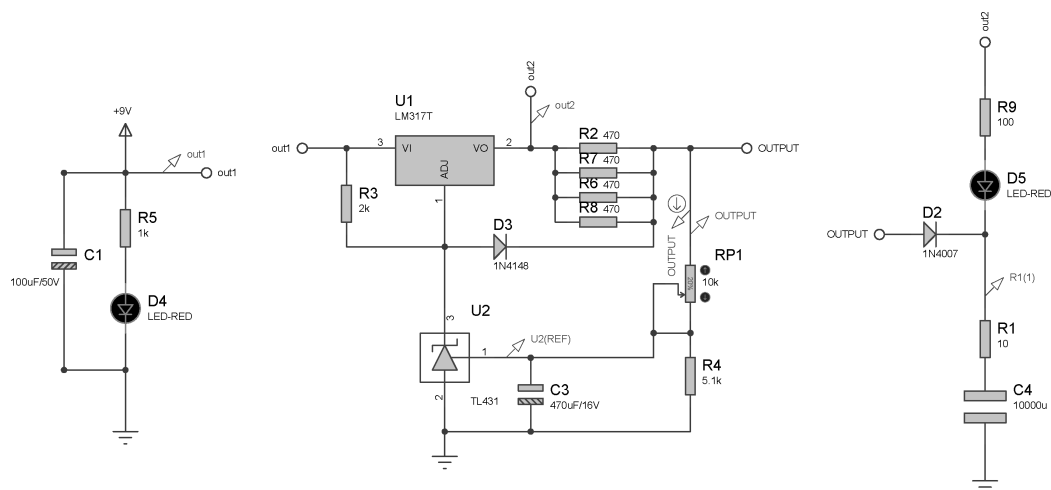 +9V
out1
out1
R5
1k
C1
100uF/50V
D4
LED-RED
out1
U1
LM317T
3
VI
VO
2
ADJ
1
R3
2k
out2
out2
R2 470
R7 470
R6 470
R8 470
OUTPUT
D3
1N4148
OUTPUT
OUTPUT
RP1
10k
U2
3
1
2
TL431
U2(REF)
C3
470uF/16V
R4
5.1k
out2
R9
100
D5
LED-RED
OUTPUT
D2
1N4007
R1(1)
R1
10
C4
10000u